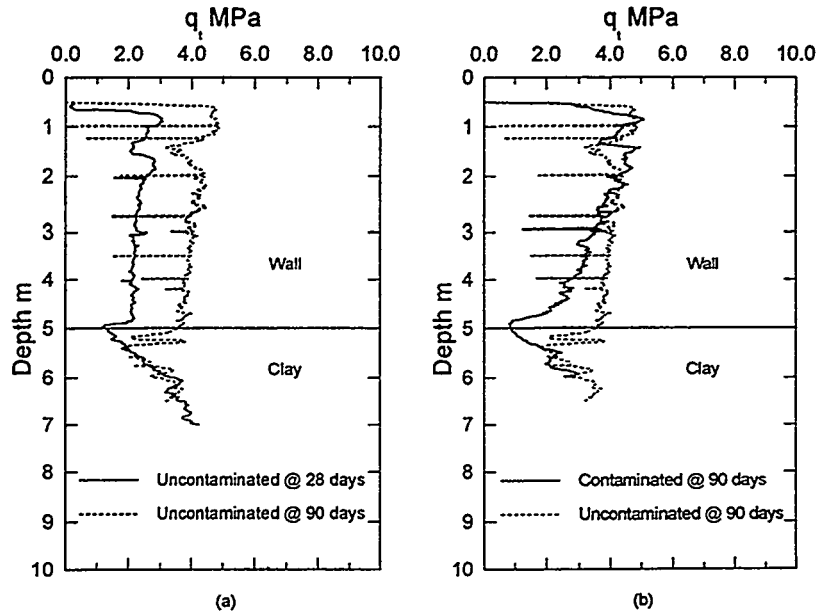 qt MPa
0.0 2.0 4.0 6.0 8.0 10.0
0
1
2
3
4
5
6
7
8
9
10
Depth m
Wall
Clay
Uncontaminated @ 28 days
Uncontaminated @ 90 days
(a)
qt MPa
0.0 2.0 4.0 6.0 8.0 10.0
0
1
2
3
4
5
6
7
8
9
10
Depth m
Wall
Clay
Contaminated @ 90 days
Uncontaminated @ 90 days
(b)